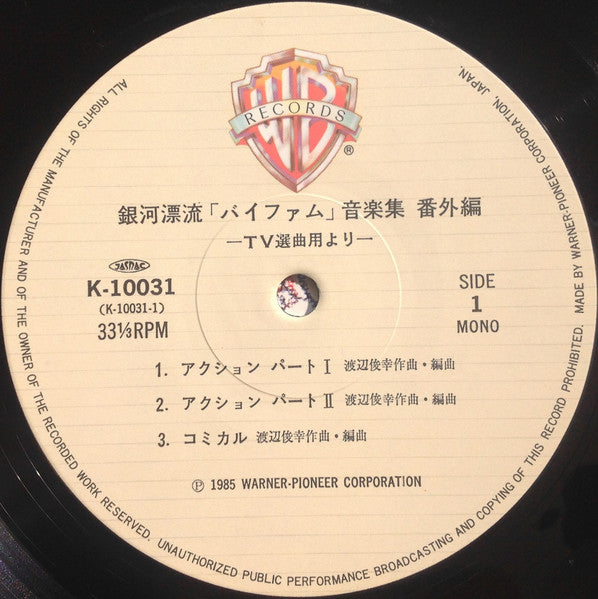 WB
RECORDS
®
銀河漂流「バイファム」音楽集 番外編
—TV選曲用より—
JASRAC
K-10031
(K-10031-1)
33⅓RPM
SIDE
1
MONO
1. アクション パートⅠ 渡辺俊幸作曲・編曲
2. アクション パートⅡ 渡辺俊幸作曲・編曲
3. コミカル 渡辺俊幸作曲・編曲
Ⓟ 1985 WARNER-PIONEER CORPORATION
ALL RIGHTS OF THE MANUFACTURER AND OF THE OWNER OF THE RECORDED WORK RESERVED. UNAUTHORIZED PUBLIC PERFORMANCE BROADCASTING AND COPYING OF THIS RECORD PROHIBITED. MADE BY WARNER-PIONEER CORPORATION, JAPAN.